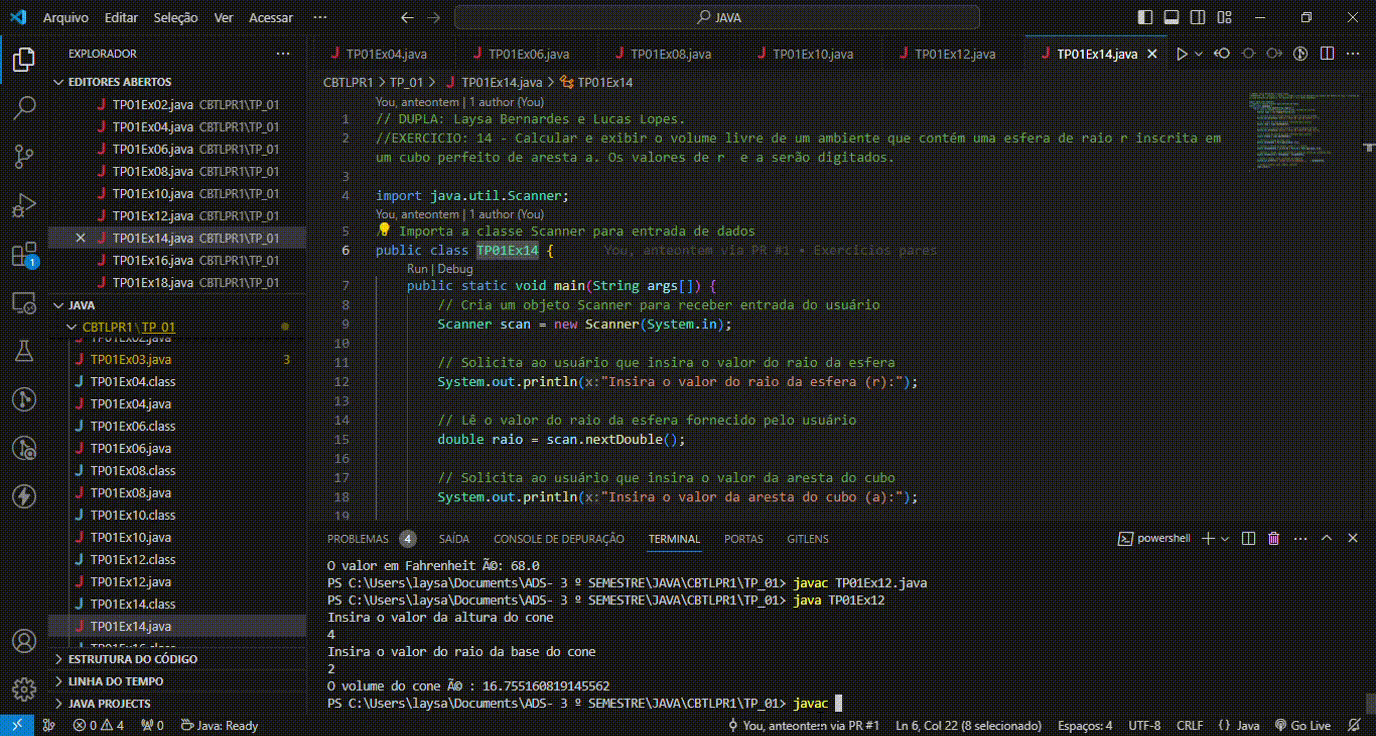 Arquivo Editar Seleção Ver Acessar ···
JAVA
EXPLORADOR ···
EDITORES ABERTOS
TP01Ex02.java CBTLPR1\TP_01
TP01Ex04.java CBTLPR1\TP_01
TP01Ex06.java CBTLPR1\TP_01
TP01Ex08.java CBTLPR1\TP_01
TP01Ex10.java CBTLPR1\TP_01
TP01Ex12.java CBTLPR1\TP_01
TP01Ex14.java CBTLPR1\TP_01
TP01Ex16.java CBTLPR1\TP_01
TP01Ex18.java CBTLPR1\TP_01
1
JAVA
CBTLPR1\TP_01
TP01Ex02.java
TP01Ex03.java 3
TP01Ex04.class
TP01Ex04.java
TP01Ex06.class
TP01Ex06.java
TP01Ex08.class
TP01Ex08.java
TP01Ex10.class
TP01Ex10.java
TP01Ex12.class
TP01Ex12.java
TP01Ex14.class
TP01Ex14.java
TP01Ex16.class
ESTRUTURA DO CÓDIGO
LINHA DO TEMPO
JAVA PROJECTS
TP01Ex04.java TP01Ex06.java TP01Ex08.java TP01Ex10.java TP01Ex12.java TP01Ex14.java
CBTLPR1 > TP_01 > TP01Ex14.java > TP01Ex14
You, anteontem | 1 author (You)
1 // DUPLA: Laysa Bernardes e Lucas Lopes.
2 //EXERCICIO: 14 - Calcular e exibir o volume livre de um ambiente que contém uma esfera de raio r inscrita em
um cubo perfeito de aresta a. Os valores de r  e a serão digitados.
3
4 import java.util.Scanner;
You, anteontem | 1 author (You)
5 // Importa a classe Scanner para entrada de dados
6 public class TP01Ex14 { You, anteontem via PR #1 • Exercicios pares
Run | Debug
7 public static void main(String args[]) {
8 // Cria um objeto Scanner para receber entrada do usuário
9 Scanner scan = new Scanner(System.in);
10
11 // Solicita ao usuário que insira o valor do raio da esfera
12 System.out.println(x:"Insira o valor do raio da esfera (r):");
13
14 // Lê o valor do raio da esfera fornecido pelo usuário
15 double raio = scan.nextDouble();
16
17 // Solicita ao usuário que insira o valor da aresta do cubo
18 System.out.println(x:"Insira o valor da aresta do cubo (a):");
19
PROBLEMAS 4 SAÍDA CONSOLE DE DEPURAÇÃO TERMINAL PORTAS GITLENS powershell
O valor em Fahrenheit Ã©: 68.0
PS C:\Users\laysa\Documents\ADS- 3 º SEMESTRE\JAVA\CBTLPR1\TP_01> javac TP01Ex12.java
PS C:\Users\laysa\Documents\ADS- 3 º SEMESTRE\JAVA\CBTLPR1\TP_01> java TP01Ex12
Insira o valor da altura do cone
4
Insira o valor do raio da base do cone
2
O volume do cone Ã© : 16.755160819145562
PS C:\Users\laysa\Documents\ADS- 3 º SEMESTRE\JAVA\CBTLPR1\TP_01> javac
0 4 0 Java: Ready You, anteontem via PR #1 Ln 6, Col 22 (8 selecionado) Espaços: 4 UTF-8 CRLF {} Java Go Live